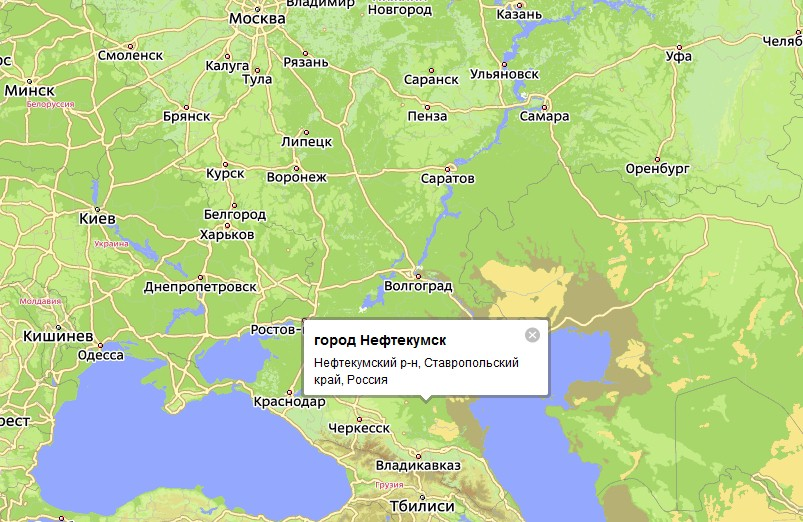 Владимир
Нижний
Новгород
Казань
Москва
Челяб
Смоленск
Уфа
Калуга
Рязань
Тула
Саранск
Ульяновск
Минск
Белоруссия
Брянск
Пенза
Самара
Липецк
Курск
Воронеж
Саратов
Оренбург
Киев
Белгород
Харьков
Украина
Днепропетровск
Волгоград
Молдавия
Кишинев
Одесса
Ростов-
город Нефтекумск
Нефтекумский р-н, Ставропольский
край, Россия
Краснодар
Черкесск
рест
Владикавказ
Грузия
Тбилиси